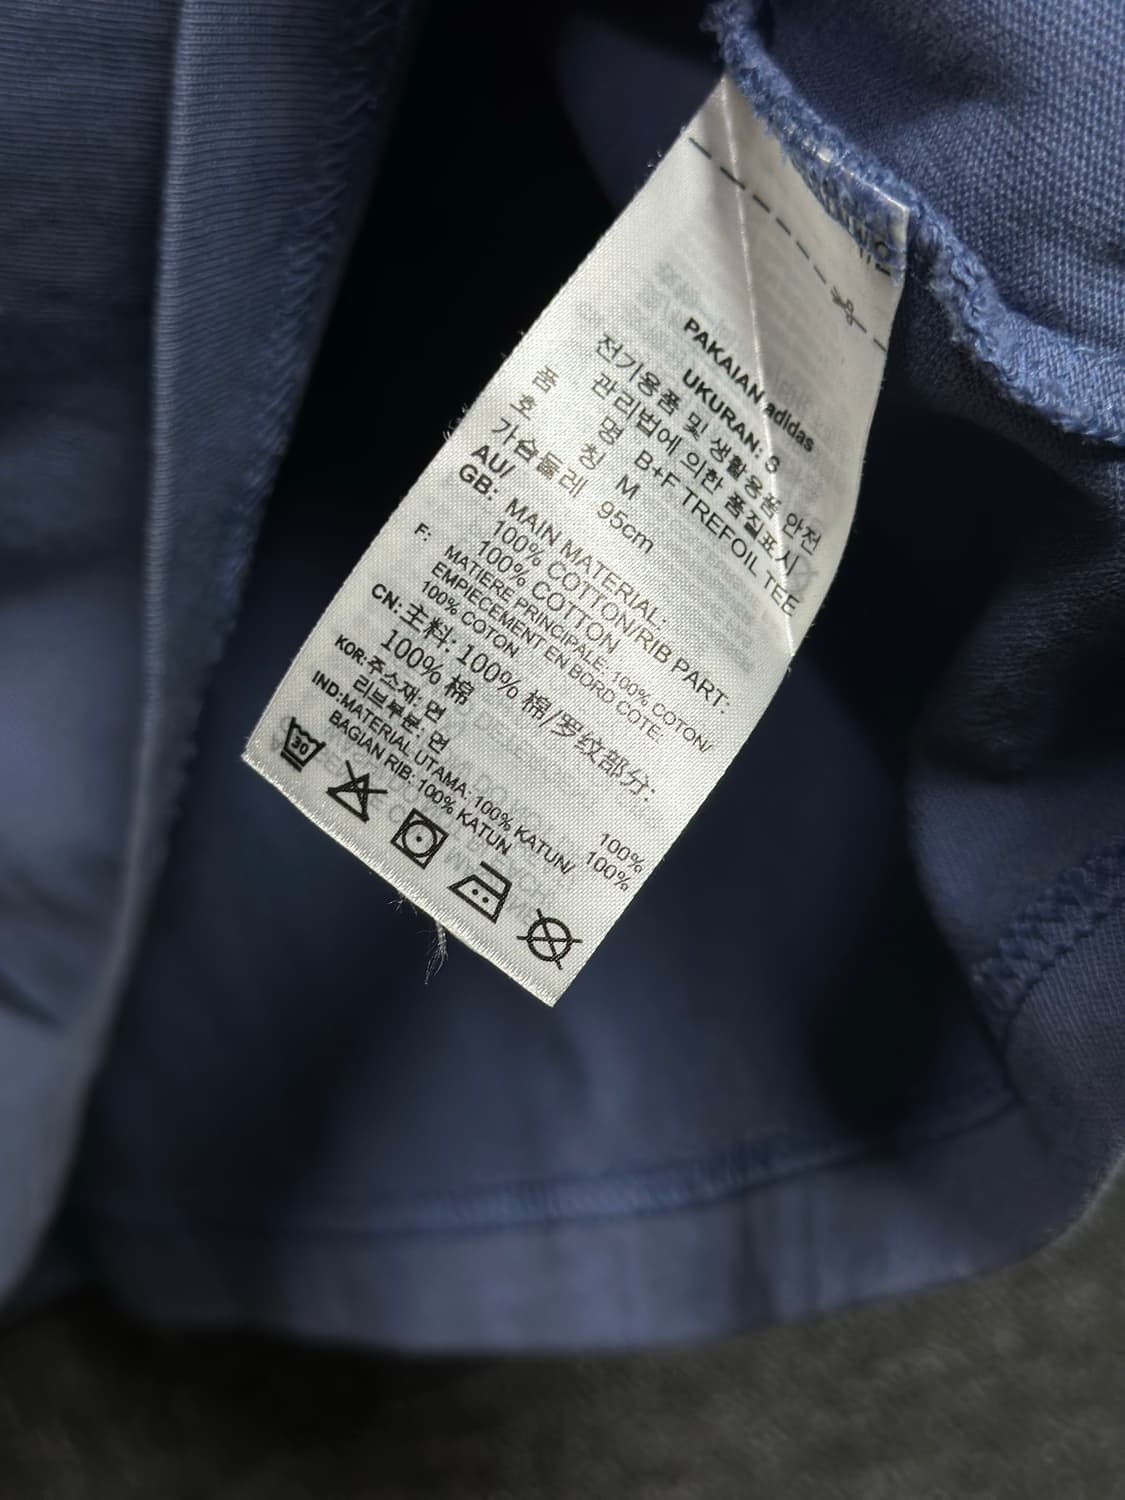 PAKAIAN adidas
UKURAN: S
전기용품 및 생활용품 안전
관리법에 의한 품질표시
품 명 B+F TREFOIL TEE
호 칭 M
가슴둘레 95cm
AU/
GB: MAIN MATERIAL:
100% COTTON/RIB PART:
100% COTTON
F: MATIERE PRINCIPALE: 100% COTON/
EMPIECEMENT EN BORD COTE:
100% COTON
CN: 主料: 100% 棉/罗纹部分:
100% 棉
KOR: 주소재: 면 100%
리브부분: 면 100%
IND: MATERIAL UTAMA: 100% KATUN/
BAGIAN RIB: 100% KATUN
30